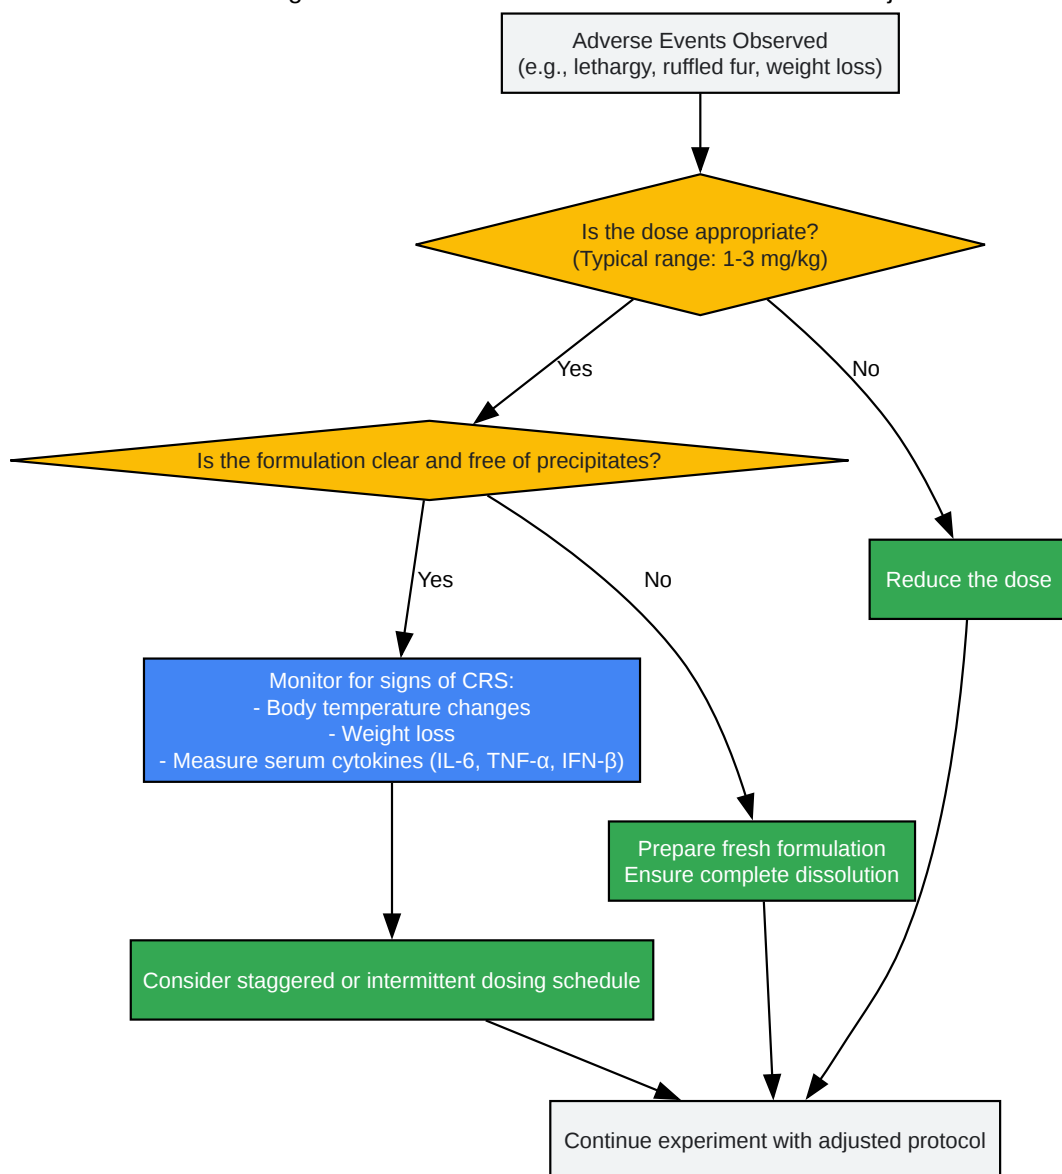 Adverse Events Observed
(e.g., lethargy, ruffled fur, weight loss)
Is the dose appropriate?
(Typical range: 1-3 mg/kg)
Yes
No
Is the formulation clear and free of precipitates?
Yes
No
Reduce the dose
Monitor for signs of CRS:
- Body temperature changes
- Weight loss
- Measure serum cytokines (IL-6, TNF-α, IFN-β)
Prepare fresh formulation
Ensure complete dissolution
Consider staggered or intermittent dosing schedule
Continue experiment with adjusted protocol